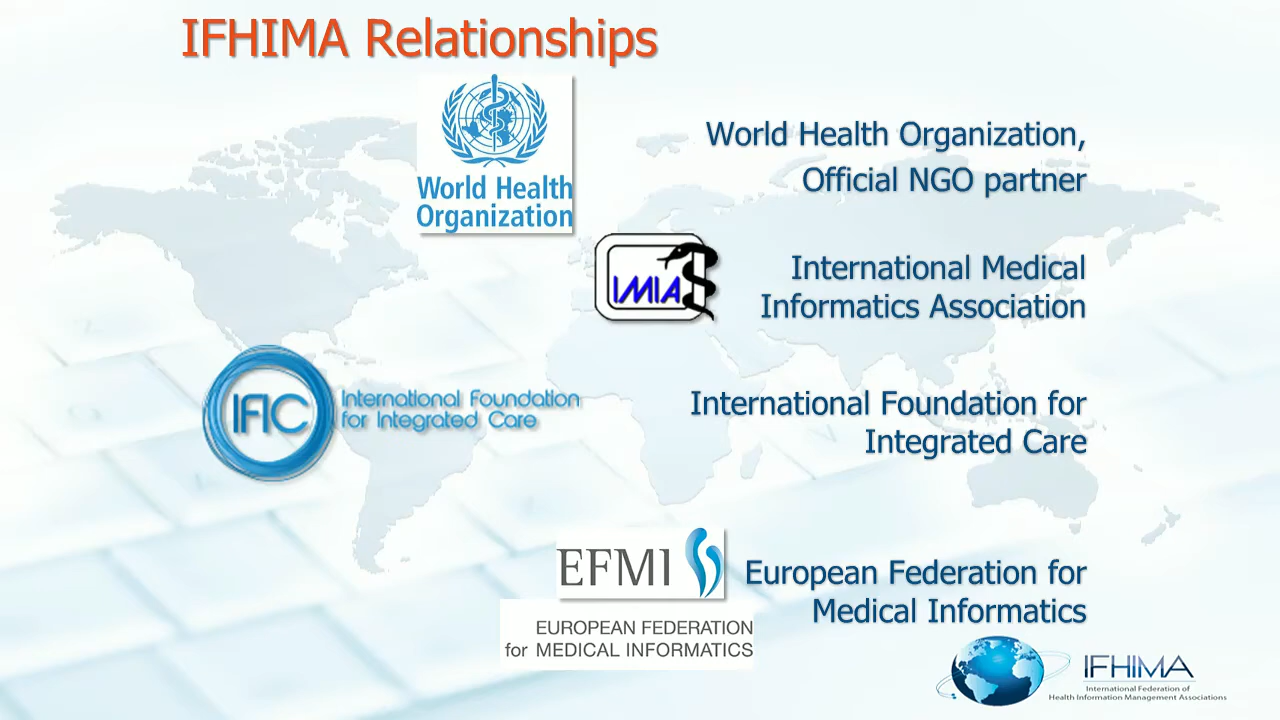 IFHIMA Relationships
World Health
Organization
World Health Organization,
Official NGO partner
IMIA
International Medical
Informatics Association
IFIC
International Foundation
for Integrated Care
International Foundation for
Integrated Care
EFMI
EUROPEAN FEDERATION
for MEDICAL INFORMATICS
European Federation for
Medical Informatics
IFHIMA
International Federation of
Health Information Management Associations